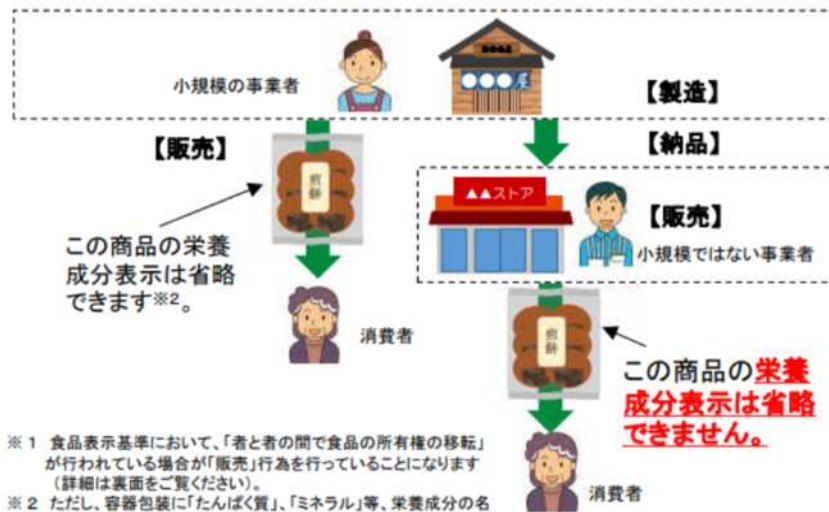 小規模の事業者
○○○屋
【製造】
【販売】
【納品】
煎餅
▲▲ストア
【販売】
小規模ではない事業者
この商品の栄養
成分表示は省略
できます※2。
消費者
煎餅
この商品の栄養
成分表示は省略
できません。
※1 食品表示基準において、「者と者の間で食品の所有権の移転」
が行われている場合が「販売」行為を行っていることになります
(詳細は裏面をご覧ください)。
※2 ただし、容器包装に「たんぱく質」、「ミネラル」等、栄養成分の名
消費者